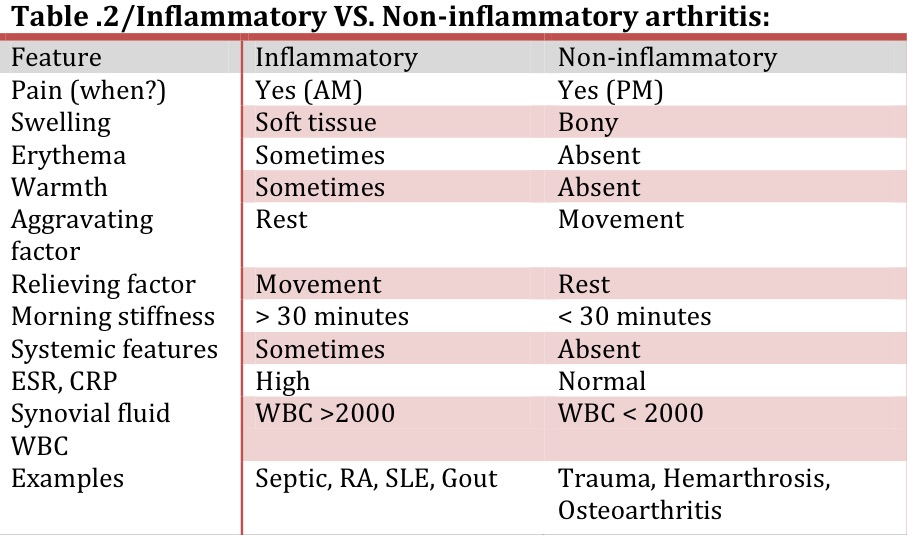 Table .2/Inflammatory VS. Non-inflammatory arthritis:
Feature Inflammatory Non-inflammatory
Pain (when?) Yes (AM) Yes (PM)
Swelling Soft tissue Bony
Erythema Sometimes Absent
Warmth Sometimes Absent
Aggravating Rest Movement
factor
Relieving factor Movement Rest
Morning stiffness > 30 minutes < 30 minutes
Systemic features Sometimes Absent
ESR, CRP High Normal
Synovial fluid WBC >2000 WBC < 2000
WBC
Examples Septic, RA, SLE, Gout Trauma, Hemarthrosis,
Osteoarthritis